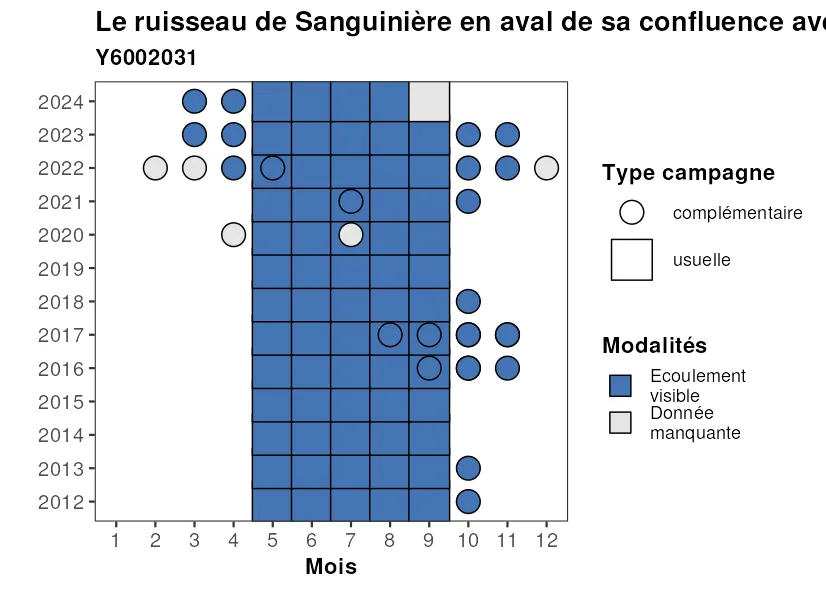 Le ruisseau de Sanguinière en aval de sa confluence
Y6002031
2024
2023
2022
2021
2020
2019
2018
2017
2016
2015
2014
2013
2012
1 2 3 4 5 6 7 8 9 10 11 12
Mois
Type campagne
complémentaire
usuelle
Modalités
Ecoulement
visible
Donnée
manquante